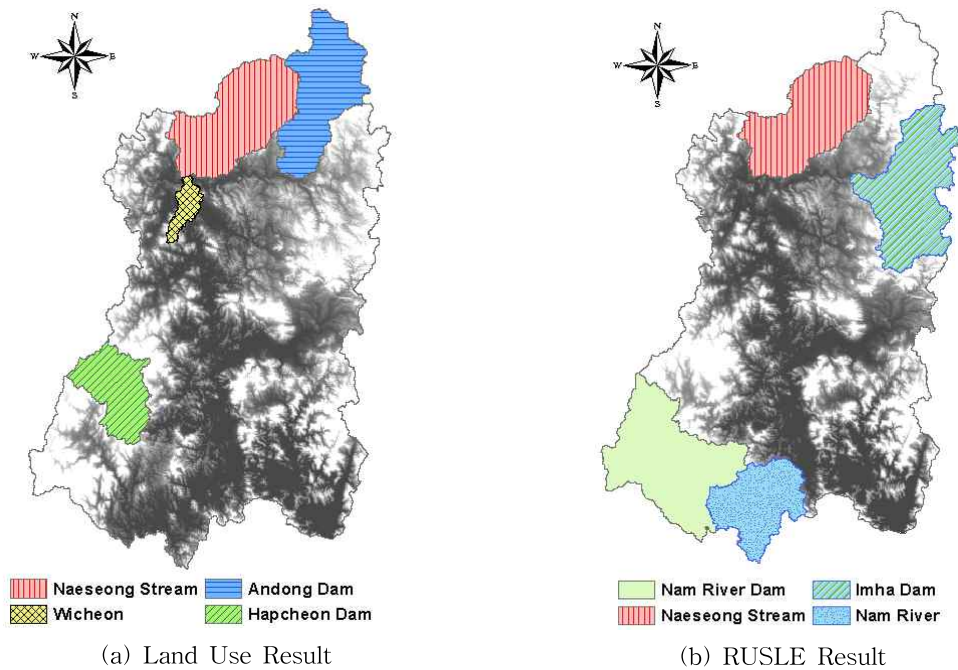 N
W E
S
N
W E
S
Naeseong Stream Andong Dam
Wicheon Hapcheon Dam
Nam River Dam Imha Dam
Naeseong Stream Nam River
(a) Land Use Result
(b) RUSLE Result